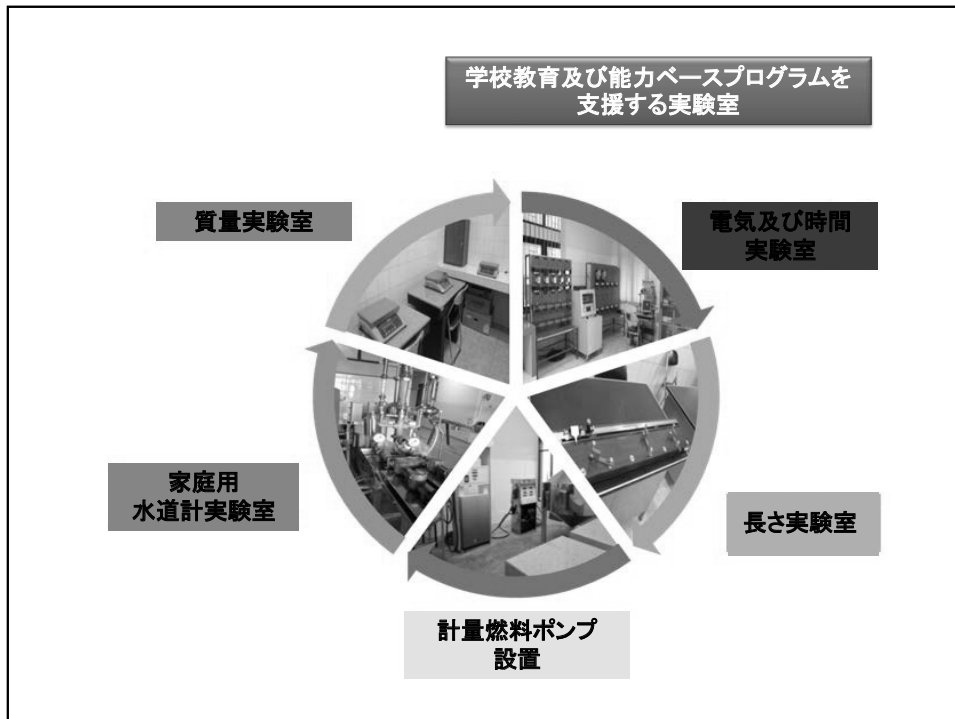 学校教育及び能力ベースプログラムを
支援する実験室
質量実験室
電気及び時間
実験室
家庭用
水道計実験室
長さ実験室
計量燃料ポンプ
設置